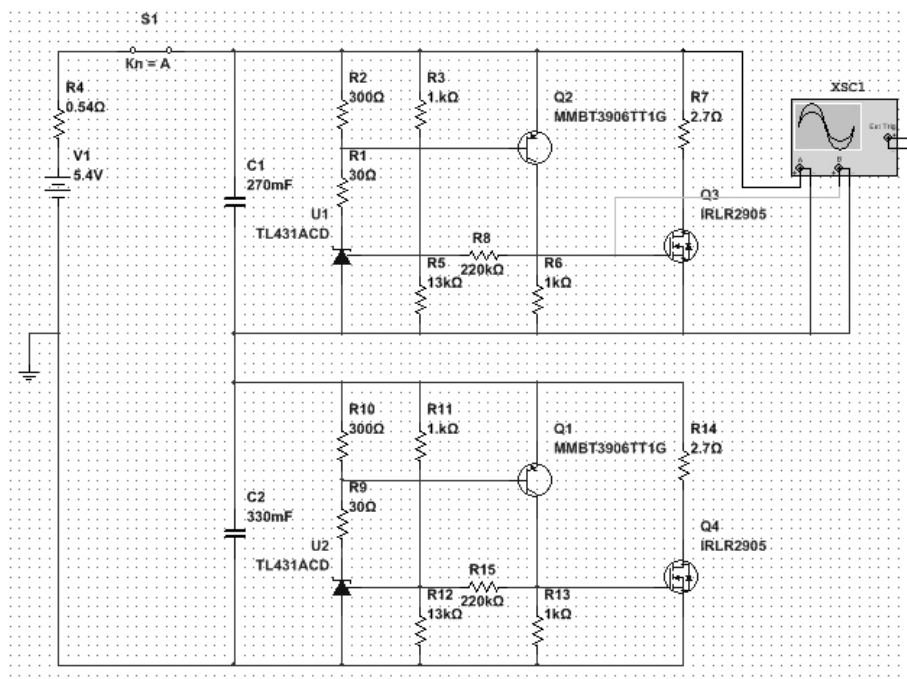 S1
Kn = A
R4
0.54Ω
V1
5.4V
C1
270mF
R2
300Ω
R3
1.kΩ
R1
30Ω
U1
TL431ACD
R8
220kΩ
R5
13kΩ
R6
1kΩ
Q2
MMBT3906TT1G
R7
2.7Ω
Q3
IRLR2905
XSC1
Ext Trig
+
A
B
+
+
R10
300Ω
R11
1.kΩ
R9
30Ω
C2
330mF
U2
TL431ACD
R15
220kΩ
R12
13kΩ
R13
1kΩ
Q1
MMBT3906TT1G
R14
2.7Ω
Q4
IRLR2905